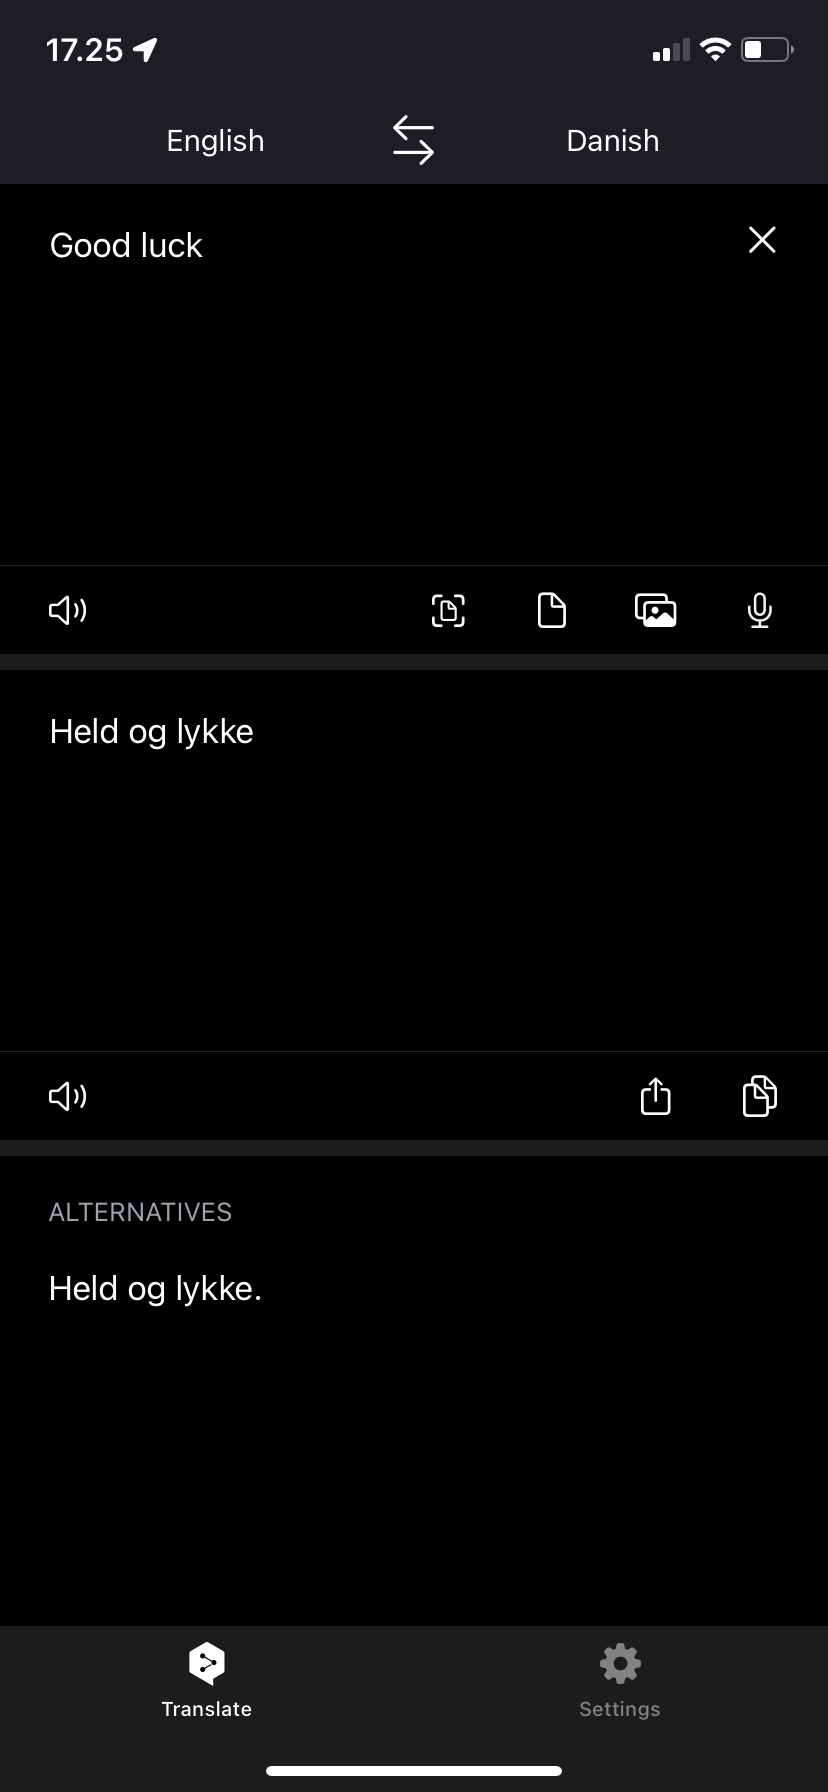 17.25
English
Danish
Good luck
Held og lykke
ALTERNATIVES
Held og lykke.
Translate
Settings